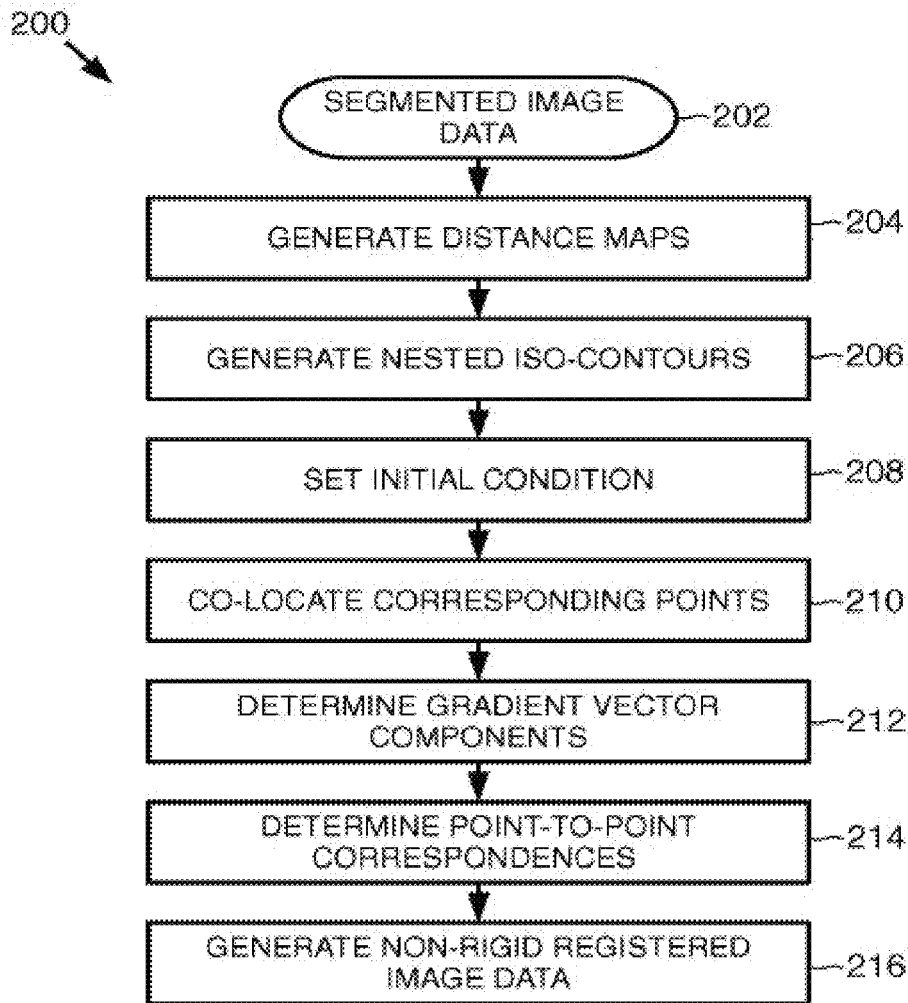 200
SEGMENTED IMAGE
DATA
202
GENERATE DISTANCE MAPS
204
GENERATE NESTED ISO-CONTOURS
206
SET INITIAL CONDITION
208
CO-LOCATE CORRESPONDING POINTS
210
DETERMINE GRADIENT VECTOR
COMPONENTS
212
DETERMINE POINT-TO-POINT
CORRESPONDENCES
214
GENERATE NON-RIGID REGISTERED
IMAGE DATA
216